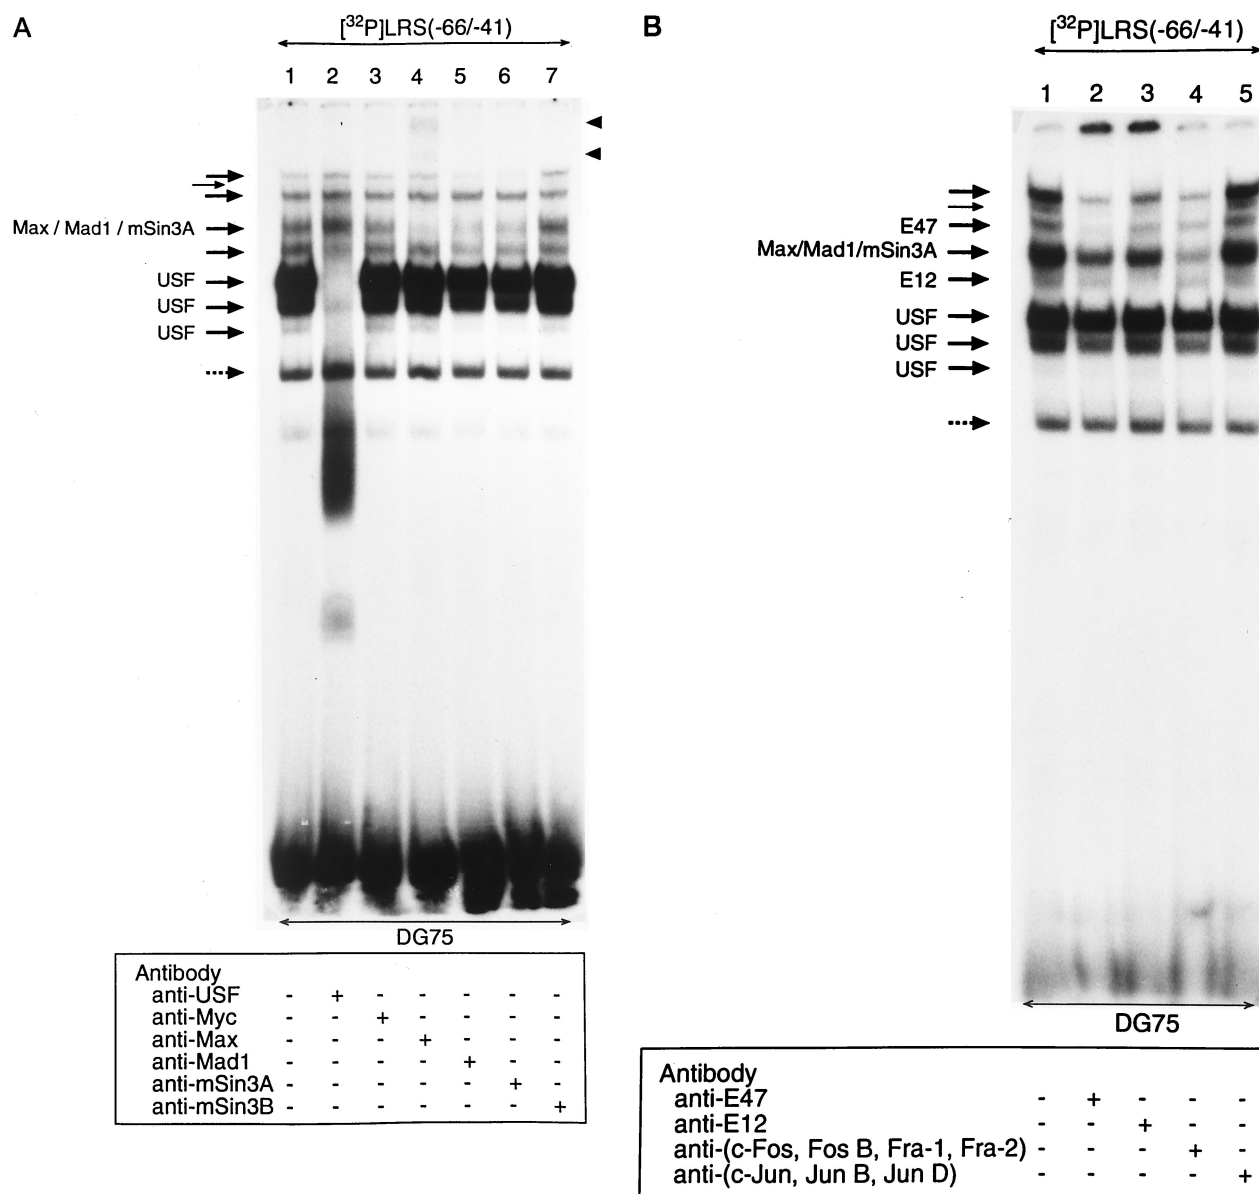 A
[32P]LRS(-66/-41)
1 2 3 4 5 6 7
Max / Mad1 / mSin3A
USF
USF
USF
DG75
Antibody
anti-USF - + - - - - -
anti-Myc - - + - - - -
anti-Max - - - + - - -
anti-Mad1 - - - - + - -
anti-mSin3A - - - - - + -
anti-mSin3B - - - - - - +
B
[32P]LRS(-66/-41)
1 2 3 4 5
E47
Max/Mad1/mSin3A
E12
USF
USF
USF
DG75
Antibody
anti-E47 - + - - -
anti-E12 - - + - -
anti-(c-Fos, Fos B, Fra-1, Fra-2) - - - + -
anti-(c-Jun, Jun B, Jun D) - - - - +